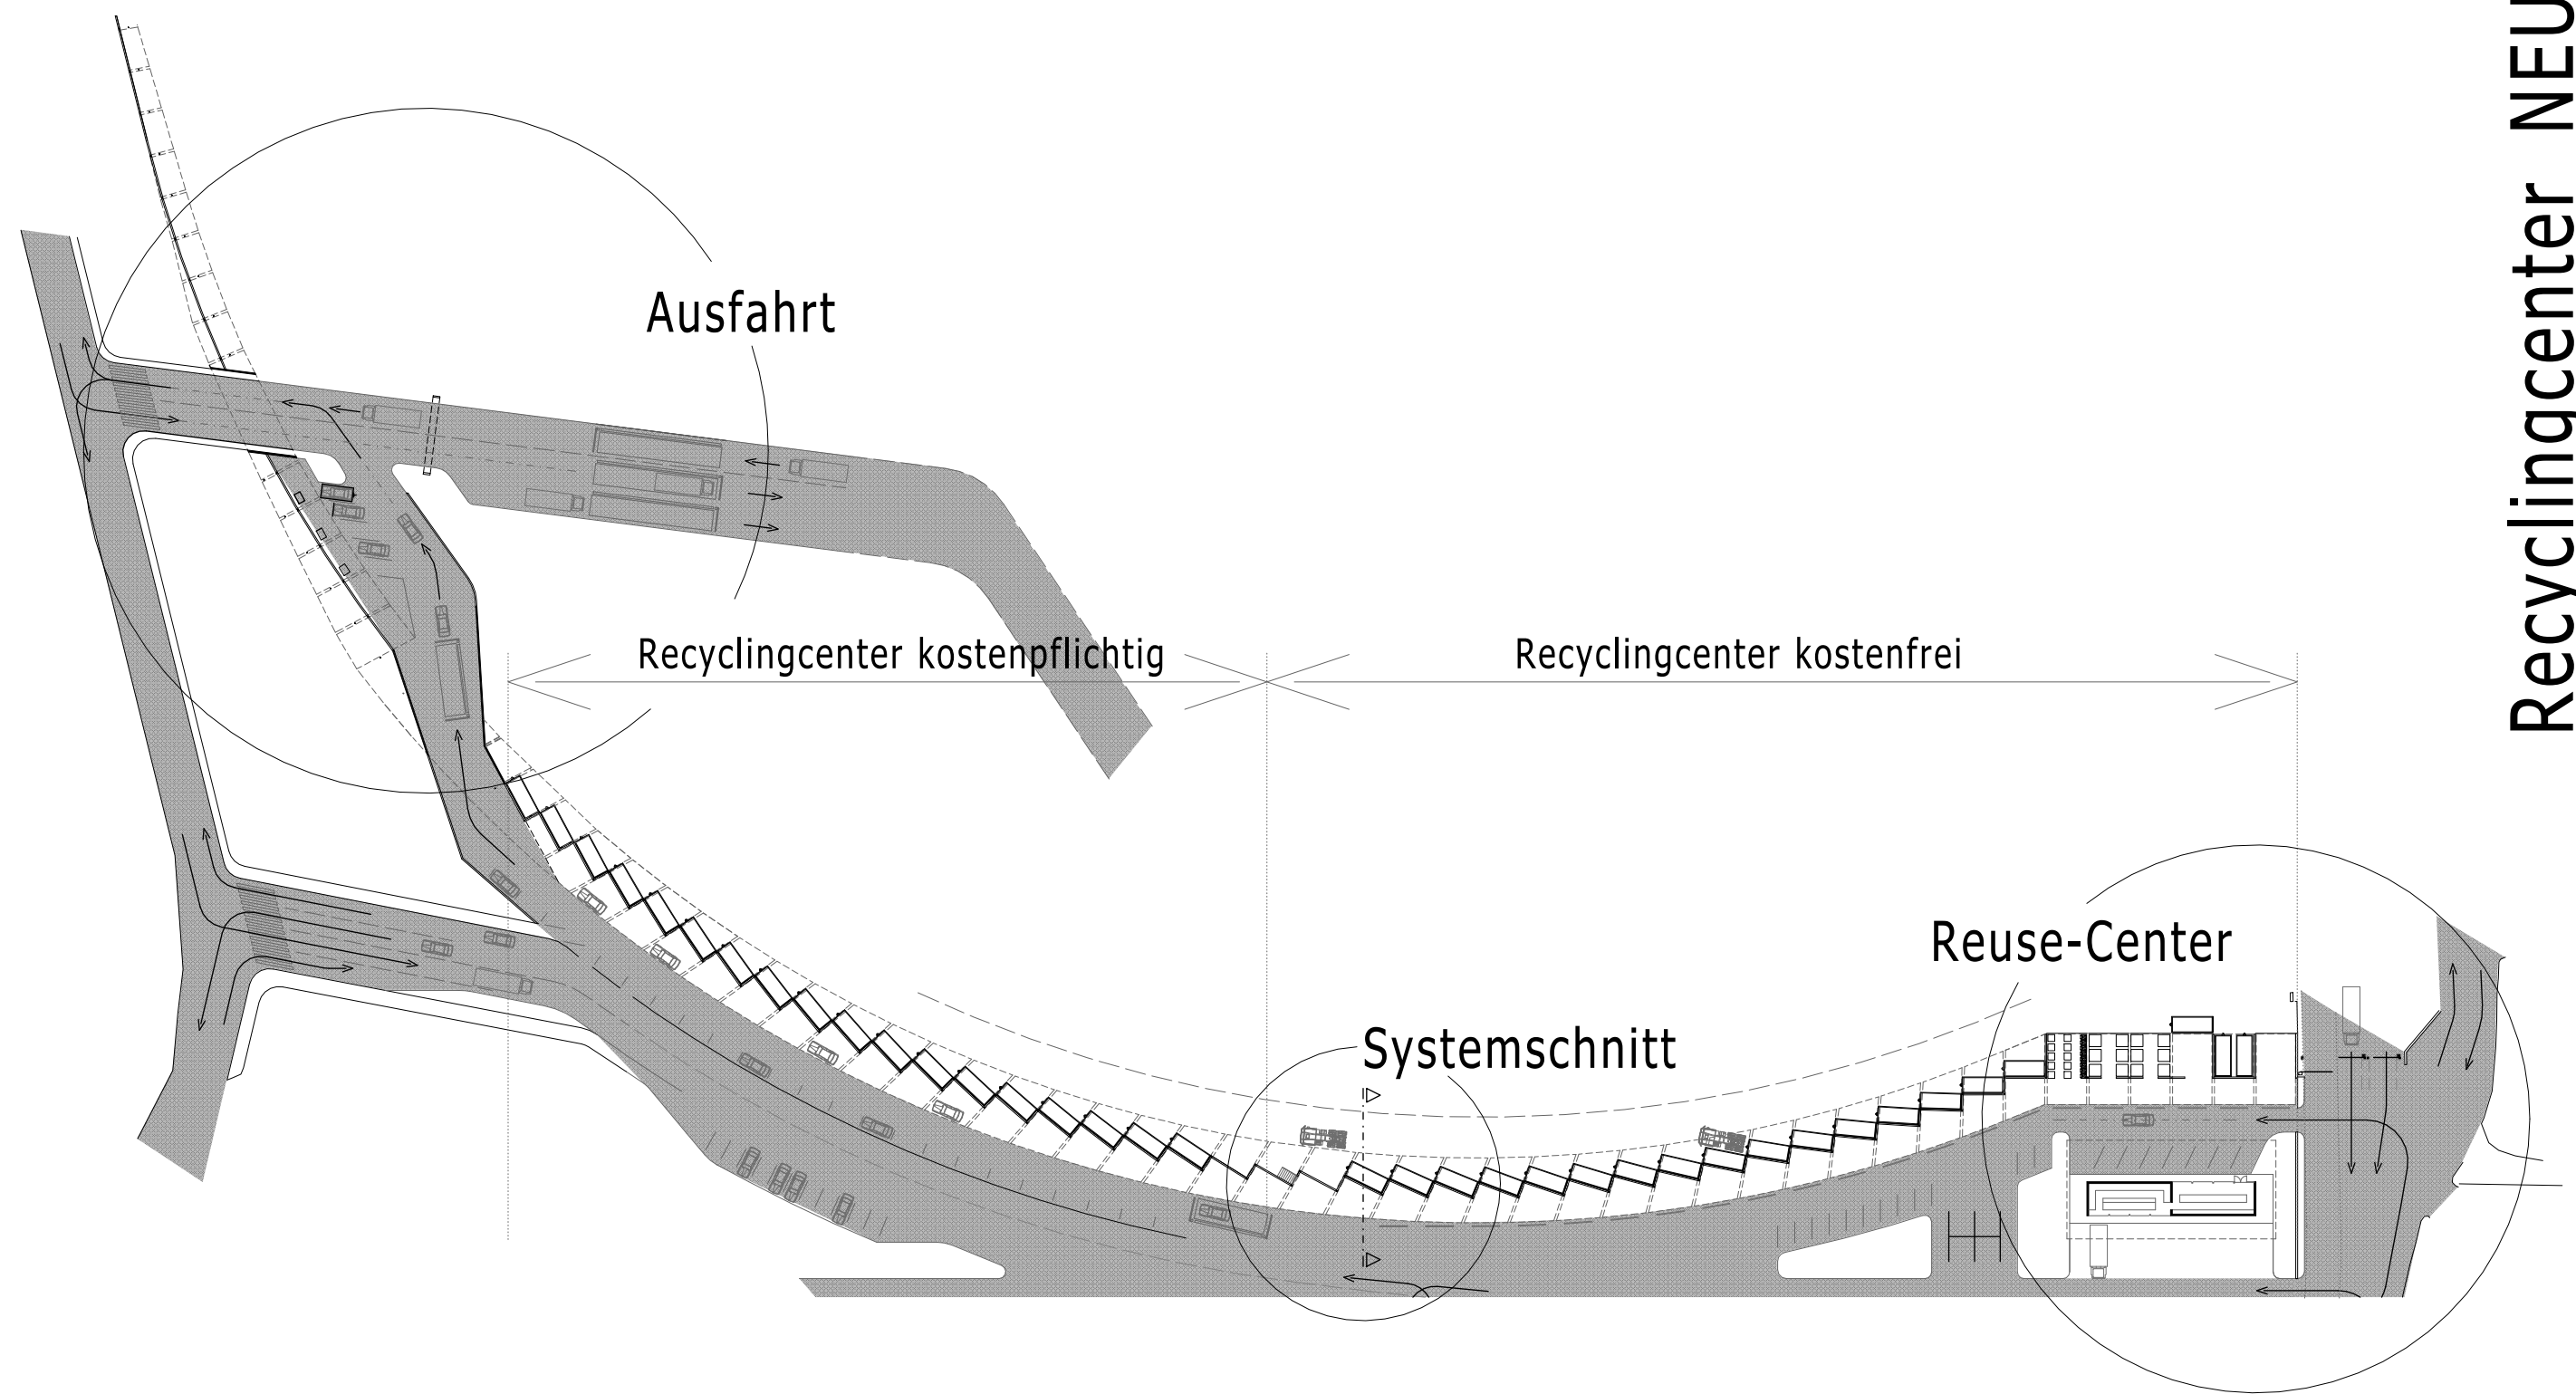 Recyclingcenter NEU
Ausfahrt
Recyclingcenter kostenpflichtig
Recyclingcenter kostenfrei
Reuse-Center
Systemschnitt